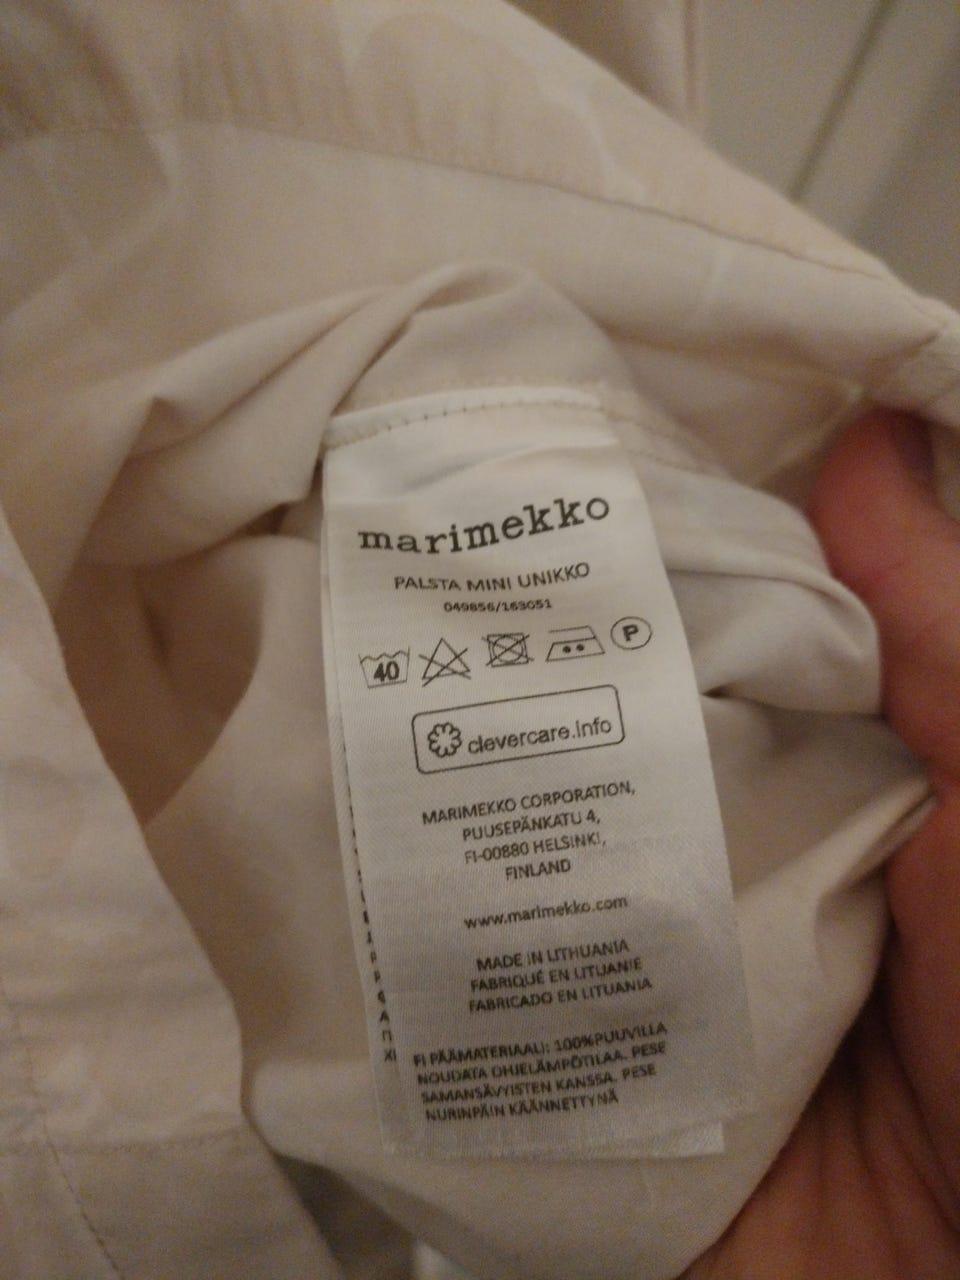 marimekko
PALSTA MINI UNIKKO
049856/163051
40
P
clevercare.info
MARIMEKKO CORPORATION,
PUUSEPÄNKATU 4,
FI-00880 HELSINKI,
FINLAND
www.marimekko.com
MADE IN LITHUANIA
FABRIQUÉ EN LITUANIE
FABRICADO EN LITUANIA
FI PÄÄMATERIAALI: 100%PUUVILLA
NOUDATA OHJELÄMPÖTILAA. PESE
SAMANSÄVYISTEN KANSSA. PESE
NURINPÄIN KÄÄNNETTYNÄ